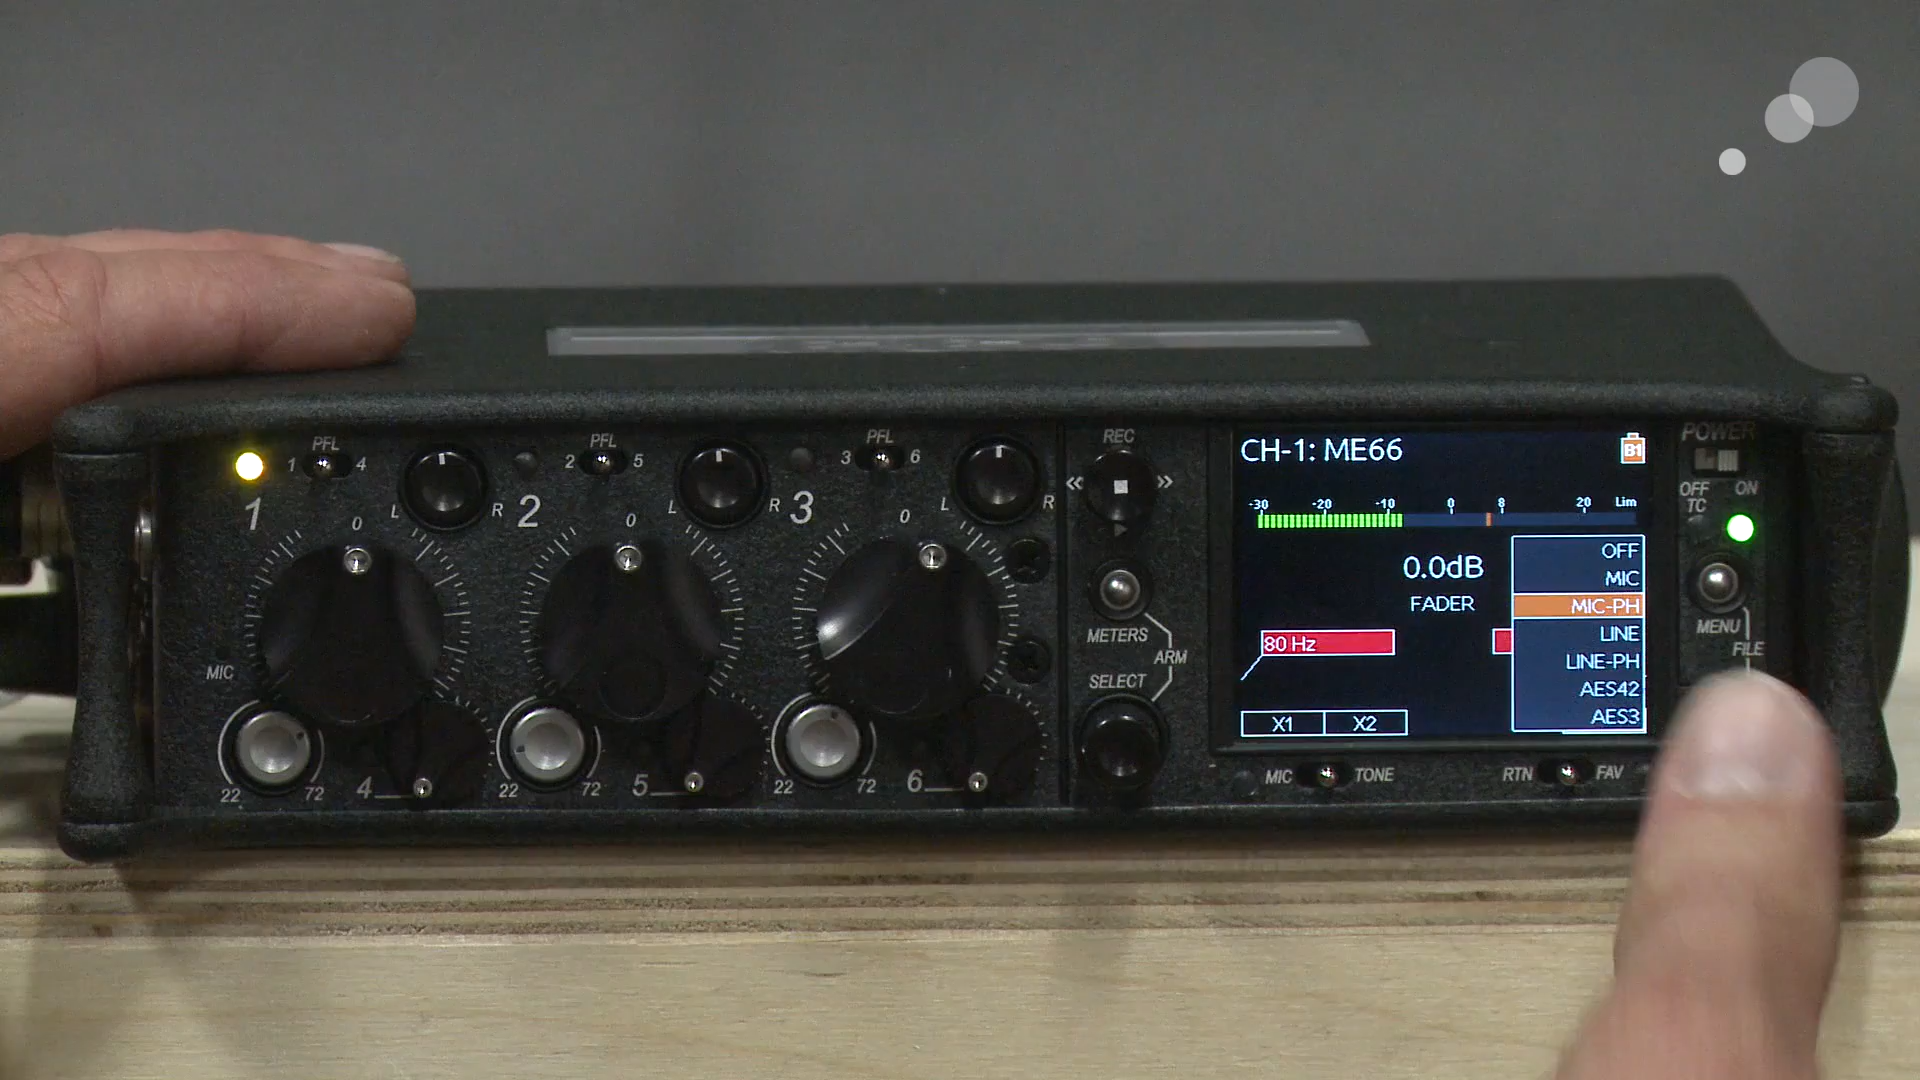 PFL
1 4
L R
1
0
MIC
22 72
4
PFL
2 5
L R
2
0
22 72
5
PFL
3 6
L R
3
0
22 72
6
REC
METERS
ARM
SELECT
CH-1: ME66
B1
-30 -20 -10 0 8 20 Lim
0.0dB
FADER
80 Hz
X1 X2
OFF
MIC
MIC-PH
LINE
LINE-PH
AES42
AES3
MIC TONE
RTN FAV
POWER
OFF ON
TC
MENU
FILE